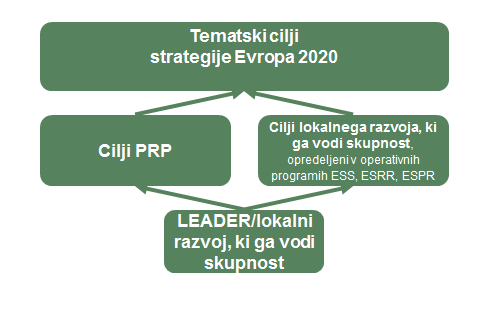 Tematski cilji
strategije Evropa 2020
Cilji PRP
Cilji lokalnega razvoja, ki
ga vodi skupnost,
opredeljeni v operativnih
programih ESS, ESRR, ESPR
LEADER/lokalni
razvoj, ki ga vodi
skupnost